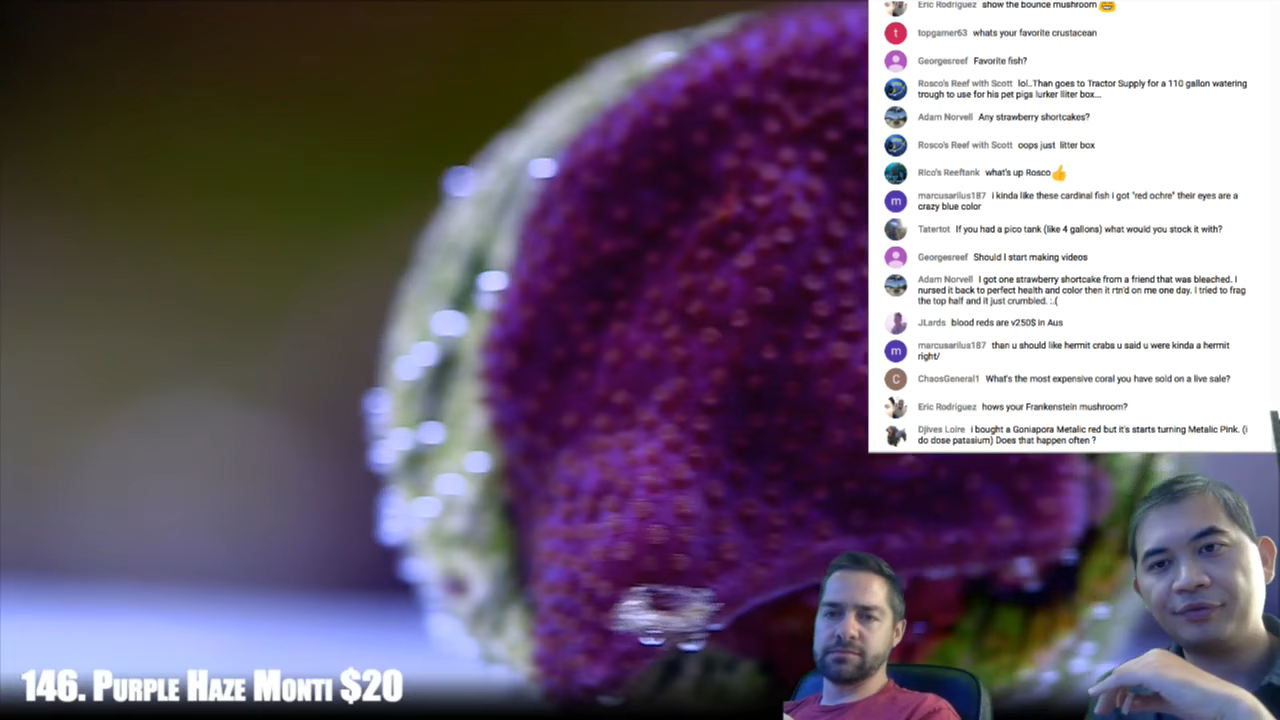 Eric Rodriguez show the bounce mushroom
t topgamer63 whats your favorite crustacean
Georgesreef Favorite fish?
Rosco's Reef with Scott lol..Than goes to Tractor Supply for a 110 gallon watering
trough to use for his pet pigs lurker lliter box...
Adam Norvell Any strawberry shortcakes?
Rosco's Reef with Scott oops just litter box
Rico's Reeftank what's up Rosco
m marcusarilus187 i kinda like these cardinal fish i got "red ochre" their eyes are a
crazy blue color
Tatertot If you had a pico tank (like 4 gallons) what would you stock it with?
Georgesreef Should I start making videos
Adam Norvell I got one strawberry shortcake from a friend that was bleached. I
nursed it back to perfect health and color then it rtn'd on me one day. I tried to frag
the top half and it just crumbled. :.(
JLards blood reds are v250$ in Aus
m marcusarilus187 than u should like hermit crabs u said u were kinda a hermit
right/
C ChaosGeneral1 What's the most expensive coral you have sold on a live sale?
Eric Rodriguez hows your Frankenstein mushroom?
Djives Loire i bought a Goniapora Metalic red but it's starts turning Metalic Pink. (i
do dose patasium) Does that happen often ?
146. Purple Haze Monti $20